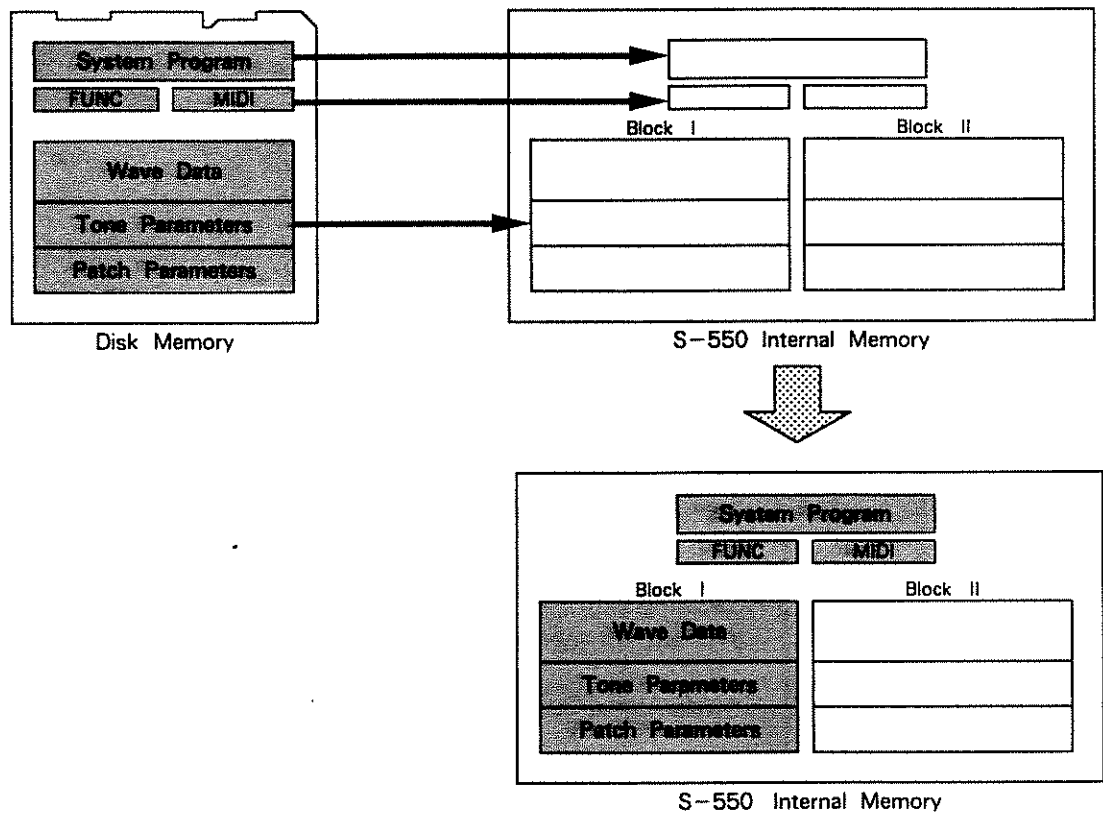 System Program
FUNC MIDI
Block I Block II
Wave Data
Tone Parameters
Patch Parameters
Disk Memory
S-550 Internal Memory
System Program
FUNC MIDI
Block I Block II
Wave Data
Tone Parameters
Patch Parameters
S-550 Internal Memory